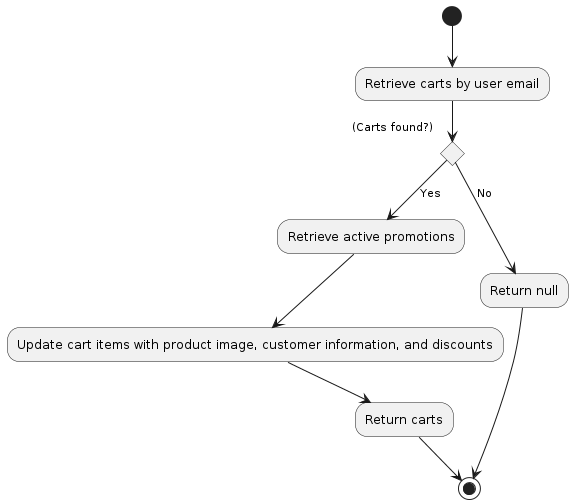 Retrieve carts by user email
(Carts found?)
Yes
No
Retrieve active promotions
Return null
Update cart items with product image, customer information, and discounts
Return carts